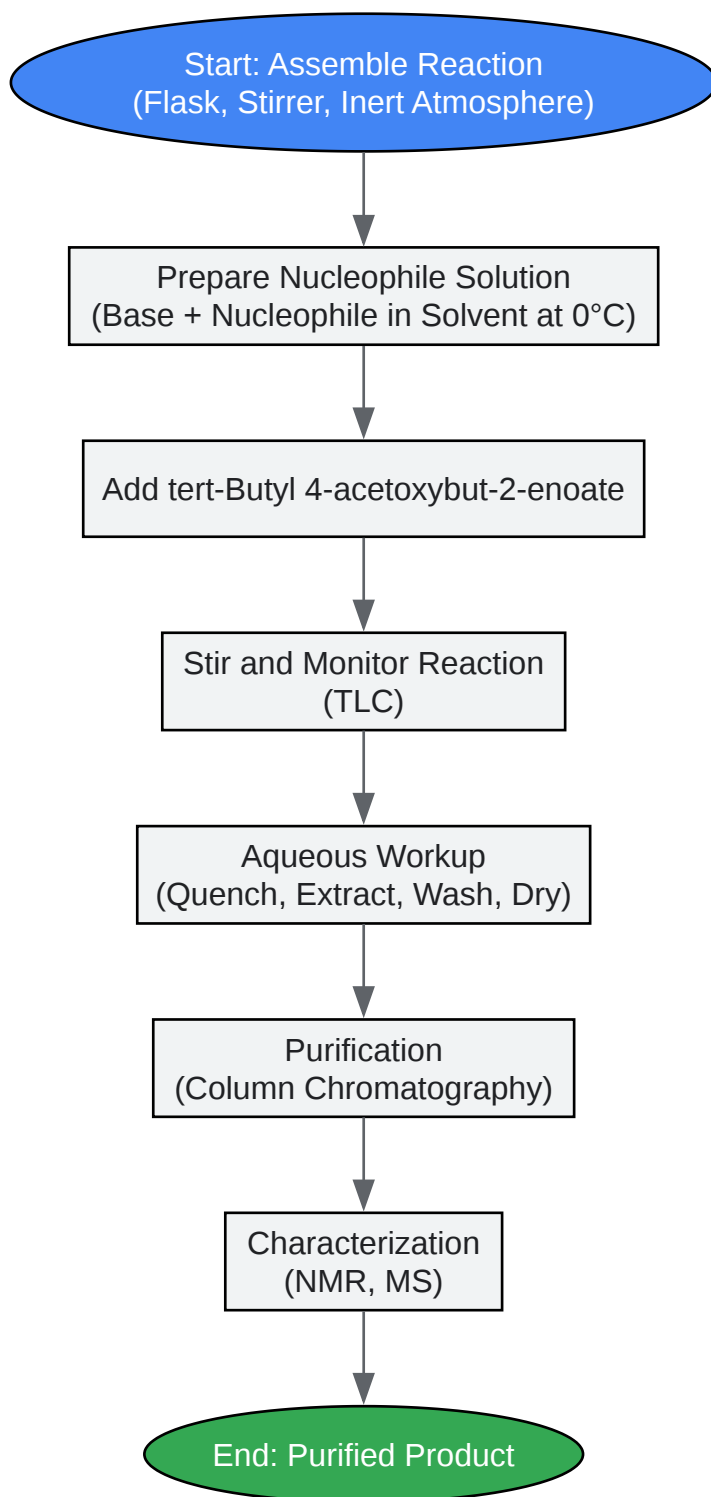 Start: Assemble Reaction
(Flask, Stirrer, Inert Atmosphere)
Prepare Nucleophile Solution
(Base + Nucleophile in Solvent at 0°C)
Add tert-Butyl 4-acetoxybut-2-enoate
Stir and Monitor Reaction
(TLC)
Aqueous Workup
(Quench, Extract, Wash, Dry)
Purification
(Column Chromatography)
Characterization
(NMR, MS)
End: Purified Product